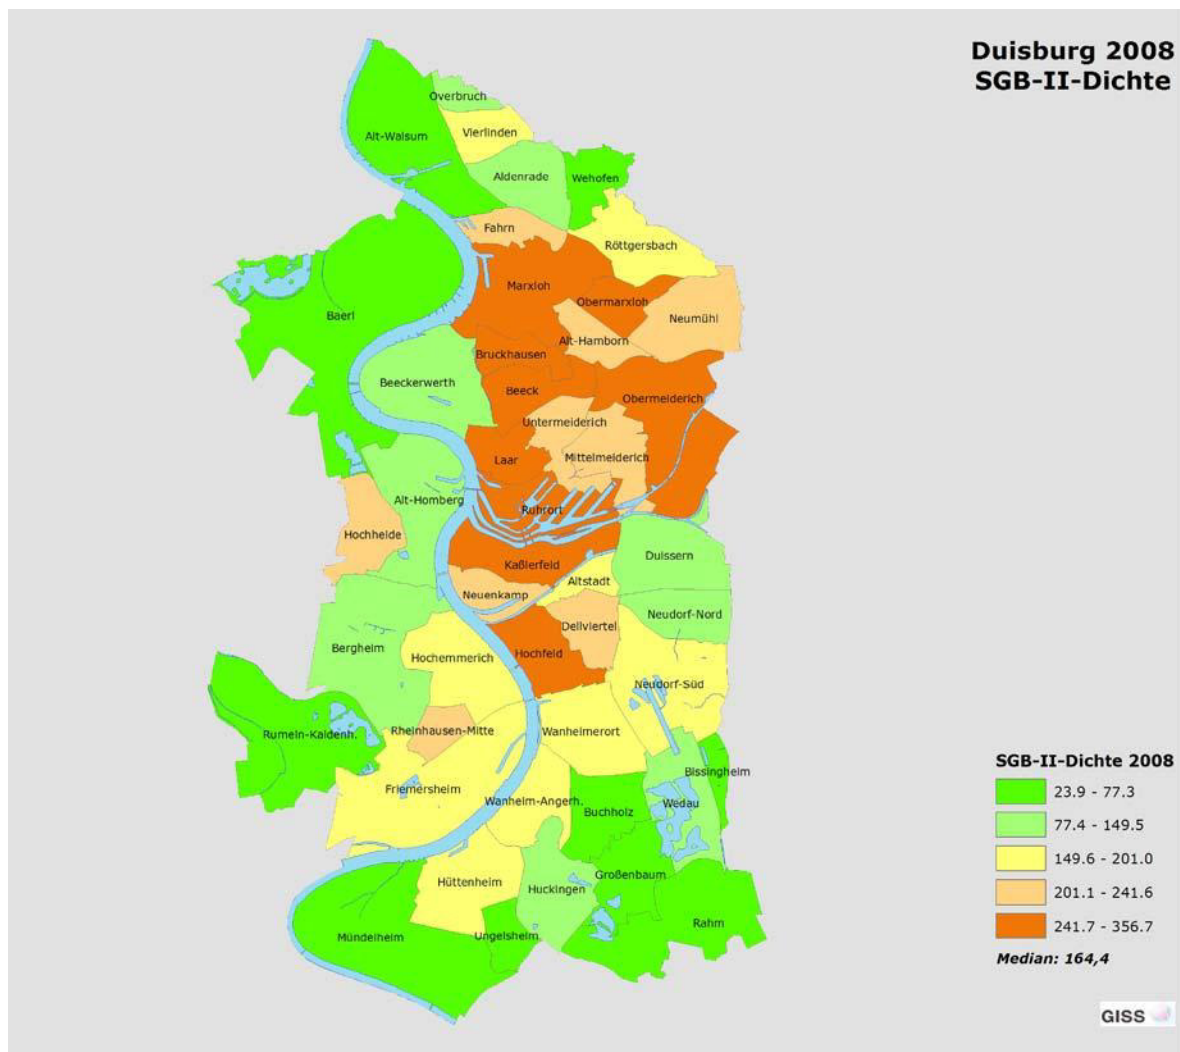 Duisburg 2008
SGB-II-Dichte
Overbruch
Alt-Walsum
Vierlinden
Aldenrade
Wehofen
Fahrn
Röttgersbach
Marxloh
Obermarxloh
Baerl
Neumühl
Alt-Hamborn
Bruckhausen
Beeckerwerth
Beeck
Obermeiderich
Untermeiderich
Laar
Mittelmeiderich
Alt-Homberg
Ruhrort
Hochheide
Duissern
Kaßlerfeld
Altstadt
Neuenkamp
Neudorf-Nord
Dellviertel
Bergheim
Hochemmerich
Hochfeld
Neudorf-Süd
Rumeln-Kaldenh.
Rheinhausen-Mitte
Wanheimerort
Bissingheim
Friemersheim
Wanheim-Angerh.
Wedau
Buchholz
Großenbaum
Hüttenheim
Huckingen
Rahm
Mündelheim
Ungelsheim
SGB-II-Dichte 2008
23.9 - 77.3
77.4 - 149.5
149.6 - 201.0
201.1 - 241.6
241.7 - 356.7
Median: 164,4
GISS